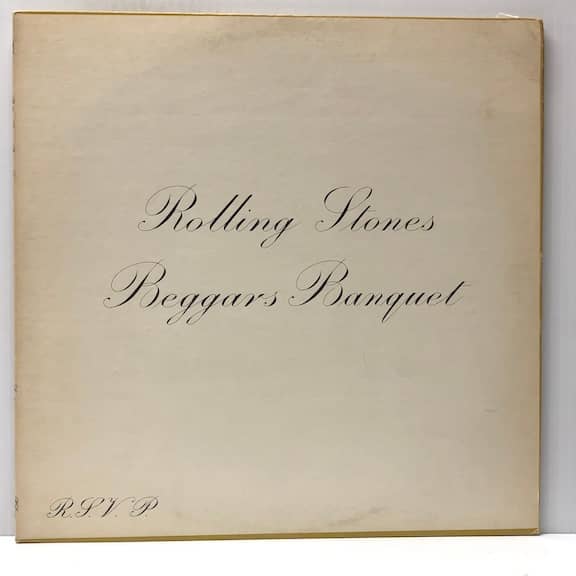 Rolling Stones
Beggars Banquet
R.S.V.P.